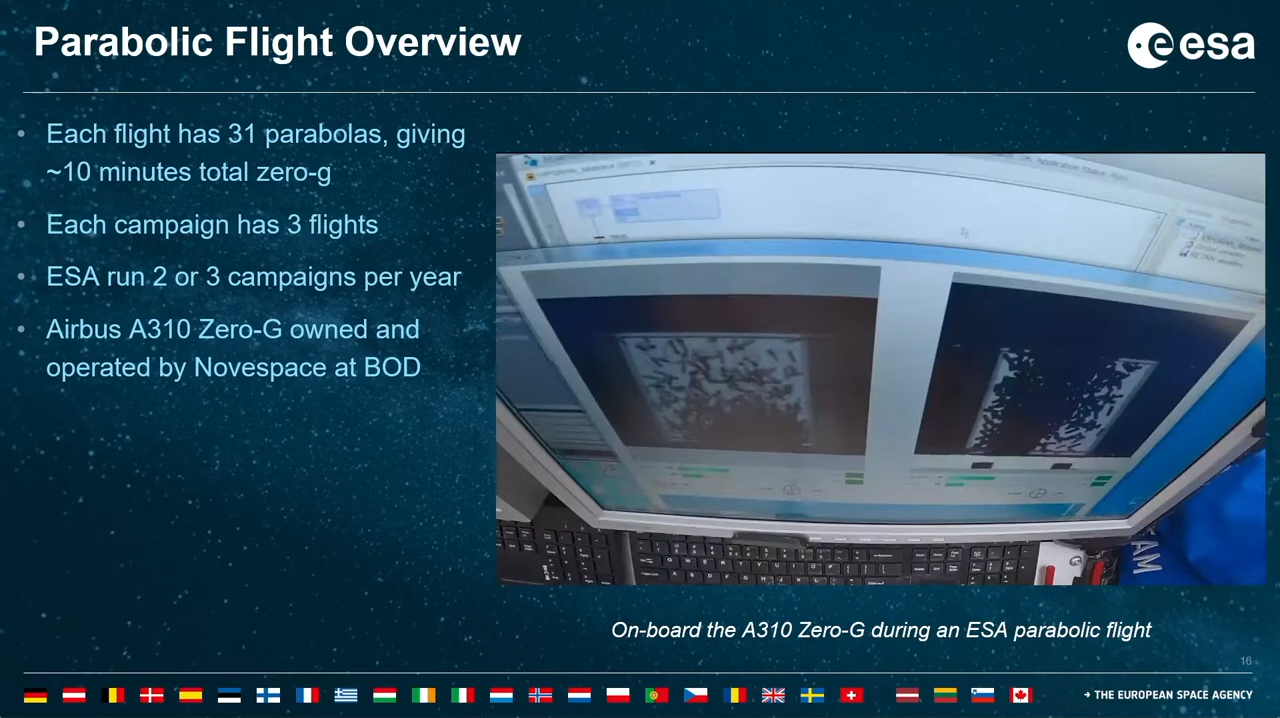 Parabolic Flight Overview
esa
Each flight has 31 parabolas, giving
~10 minutes total zero-g
Each campaign has 3 flights
ESA run 2 or 3 campaigns per year
Airbus A310 Zero-G owned and
operated by Novespace at BOD
On-board the A310 Zero-G during an ESA parabolic flight
16
→ THE EUROPEAN SPACE AGENCY